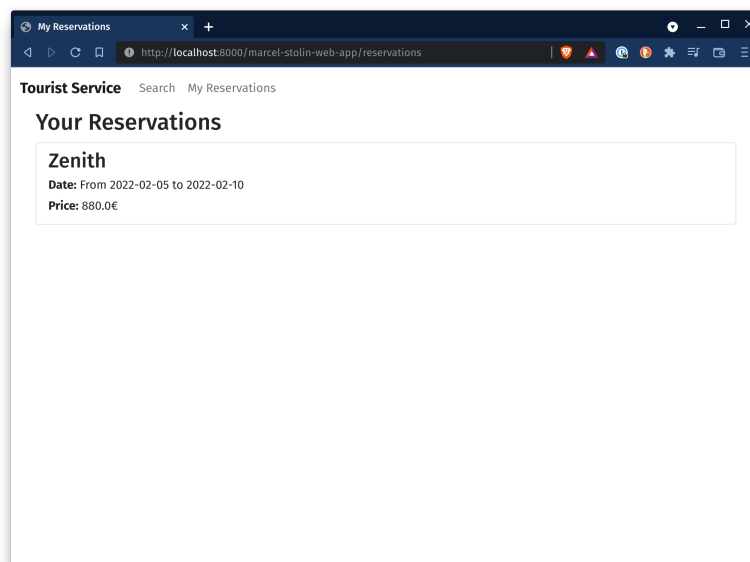 My Reservations
http://localhost:8000/marcel-stolin-web-app/reservations
Tourist Service Search My Reservations
Your Reservations
Zenith
Date: From 2022-02-05 to 2022-02-10
Price: 880.0€